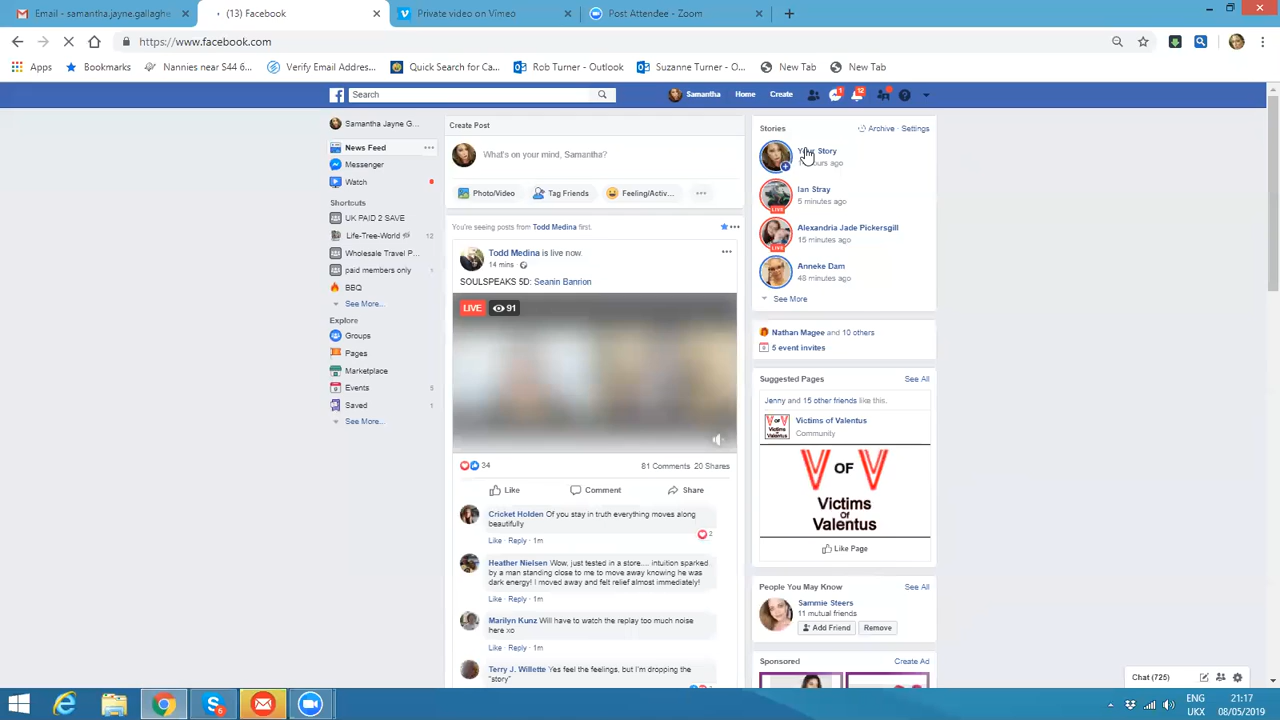 Email - samantha.jayne.gallaghe
(13) Facebook
Private video on Vimeo
Post Attendee - Zoom
https://www.facebook.com
Apps
Bookmarks
Nannies near S44 6...
Verify Email Address...
Quick Search for Ca...
Rob Turner - Outlook
Suzanne Turner - O...
New Tab
New Tab
Search
Samantha
Home
Create
1
12
Samantha Jayne G...
News Feed
Messenger
Watch
Shortcuts
UK PAID 2 SAVE
Life-Tree-World
12
Wholesale Travel P...
paid members only
1
BBQ
See More...
Explore
Groups
Pages
Marketplace
Events
5
Saved
1
See More...
Create Post
What's on your mind, Samantha?
Photo/Video
Tag Friends
Feeling/Activ...
You're seeing posts from Todd Medina first.
Todd Medina is live now.
14 mins
SOULSPEAKS 5D: Seanin Banrion
LIVE
91
34
81 Comments 20 Shares
Like
Comment
Share
Cricket Holden Of you stay in truth everything moves along
beautifully
2
Like · Reply · 1m
Heather Nielsen Wow, just tested in a store.... intuition sparked
by a man standing close to me to move away knowing he was
dark energy! I moved away and felt relief almost immediately!
Like · Reply · 1m
Marilyn Kunz Will have to watch the replay too much noise
here xo
Like · Reply · 1m
Terry J. Willette Yes feel the feelings, but I'm dropping the
"story"
Stories
Archive · Settings
Your Story
hours ago
Ian Stray
5 minutes ago
LIVE
Alexandria Jade Pickersgill
15 minutes ago
LIVE
Anneke Dam
48 minutes ago
See More
Nathan Magee and 10 others
5 event invites
Suggested Pages
See All
Jenny and 15 other friends like this.
Victims of Valentus
Community
V OF V
Victims
Of
Valentus
Like Page
People You May Know
See All
Sammie Steers
11 mutual friends
Add Friend
Remove
Sponsored
Create Ad
Chat (725)
6
ENG
UKX
21:17
08/05/2019